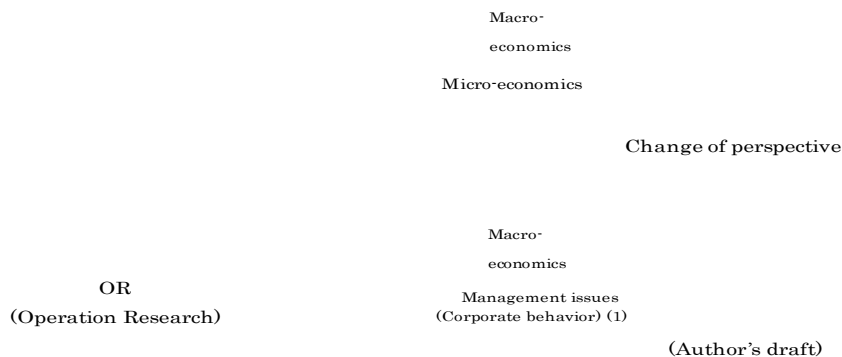 Macro-
economics
Micro-economics
Change of perspective
Macro-
economics
OR
(Operation Research)
Management issues
(Corporate behavior) (1)
(Author’s draft)